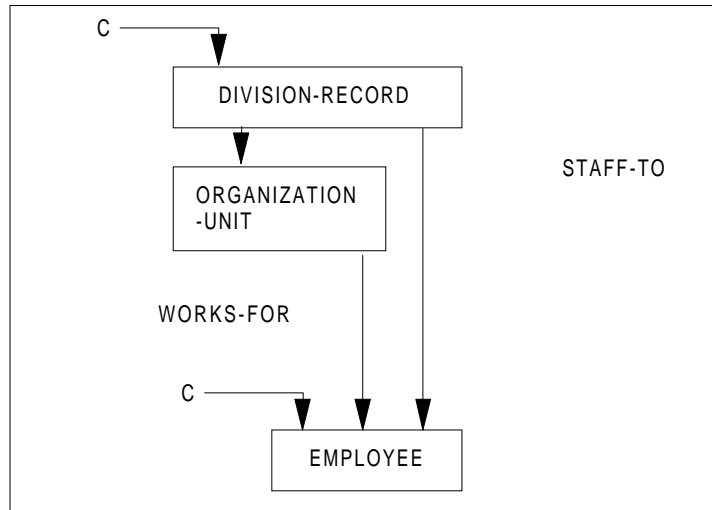 C
DIVISION-RECORD
STAFF-TO
ORGANIZATION
-UNIT
WORKS-FOR
C
EMPLOYEE